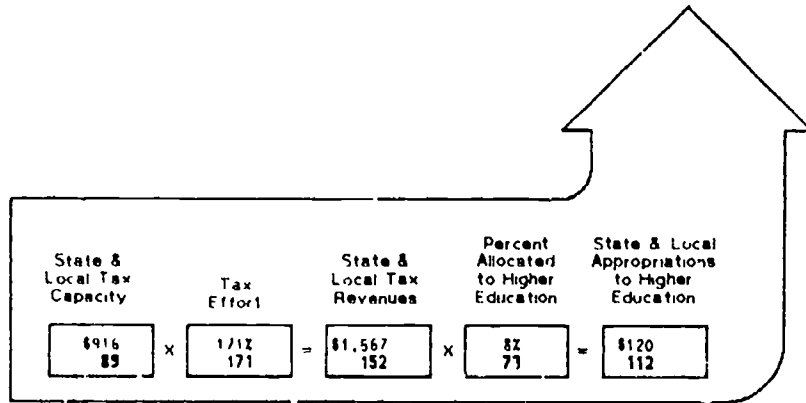 State &
Local Tax
Capacity
Tax
Effort
State &
Local Tax
Revenues
Percent
Allocated
to Higher
Education
State & Local
Appropriations
to Higher
Education
$916 x 171% = $1,567 x 8% = $120
89 171 152 73 112